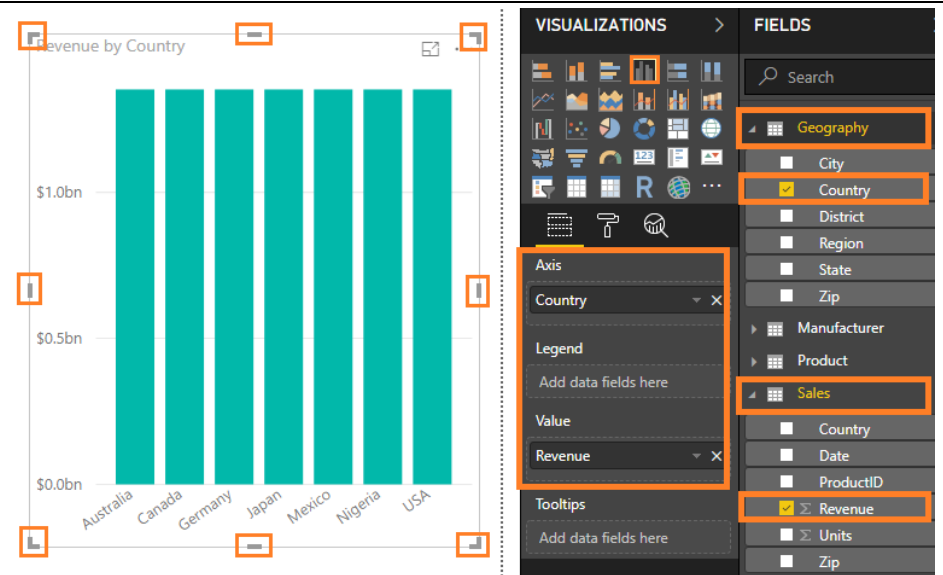 Revenue by Country
$1.0bn
$0.5bn
$0.0bn
Australia
Canada
Germany
Japan
Mexico
Nigeria
USA
VISUALIZATIONS
123
R
Axis
Country
Legend
Add data fields here
Value
Revenue
Tooltips
Add data fields here
FIELDS
Search
Geography
City
Country
District
Region
State
Zip
Manufacturer
Product
Sales
Country
Date
ProductID
Σ Revenue
Σ Units
Zip